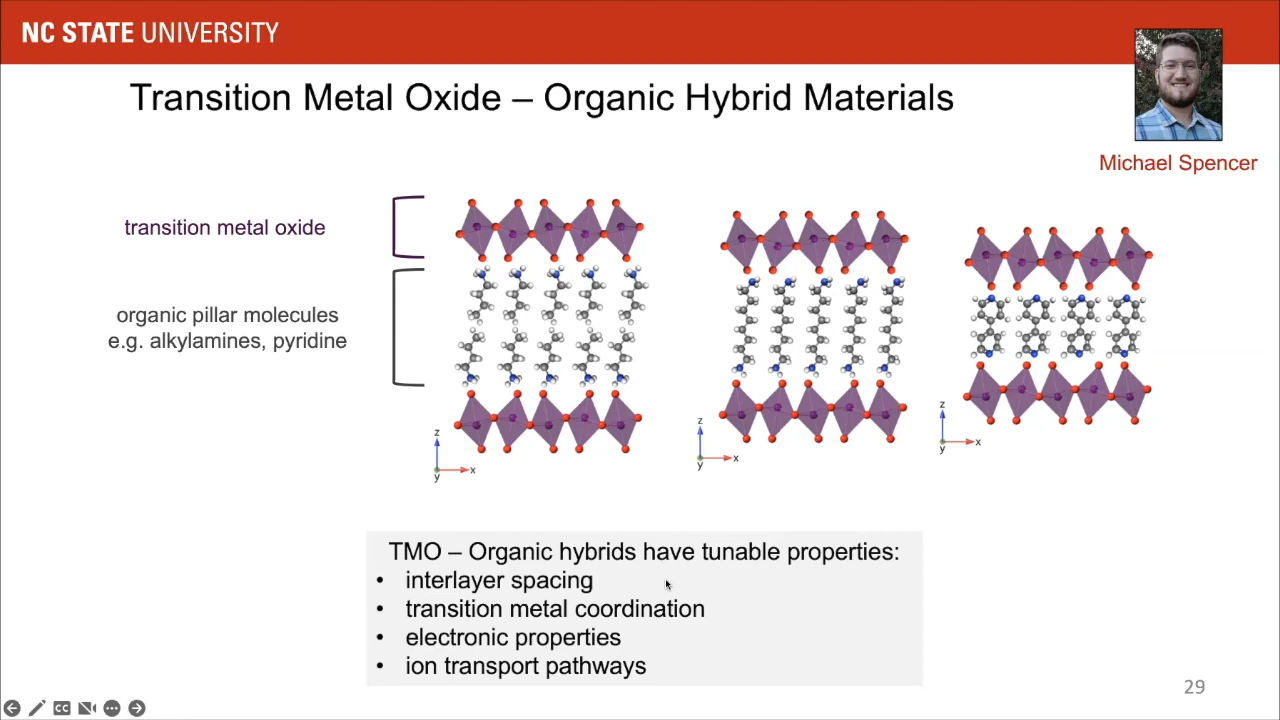 NC STATE UNIVERSITY
Transition Metal Oxide – Organic Hybrid Materials
Michael Spencer
transition metal oxide
organic pillar molecules
e.g. alkylamines, pyridine
z
x
y
z
x
y
z
x
y
TMO – Organic hybrids have tunable properties:
• interlayer spacing
• transition metal coordination
• electronic properties
• ion transport pathways
29
CC